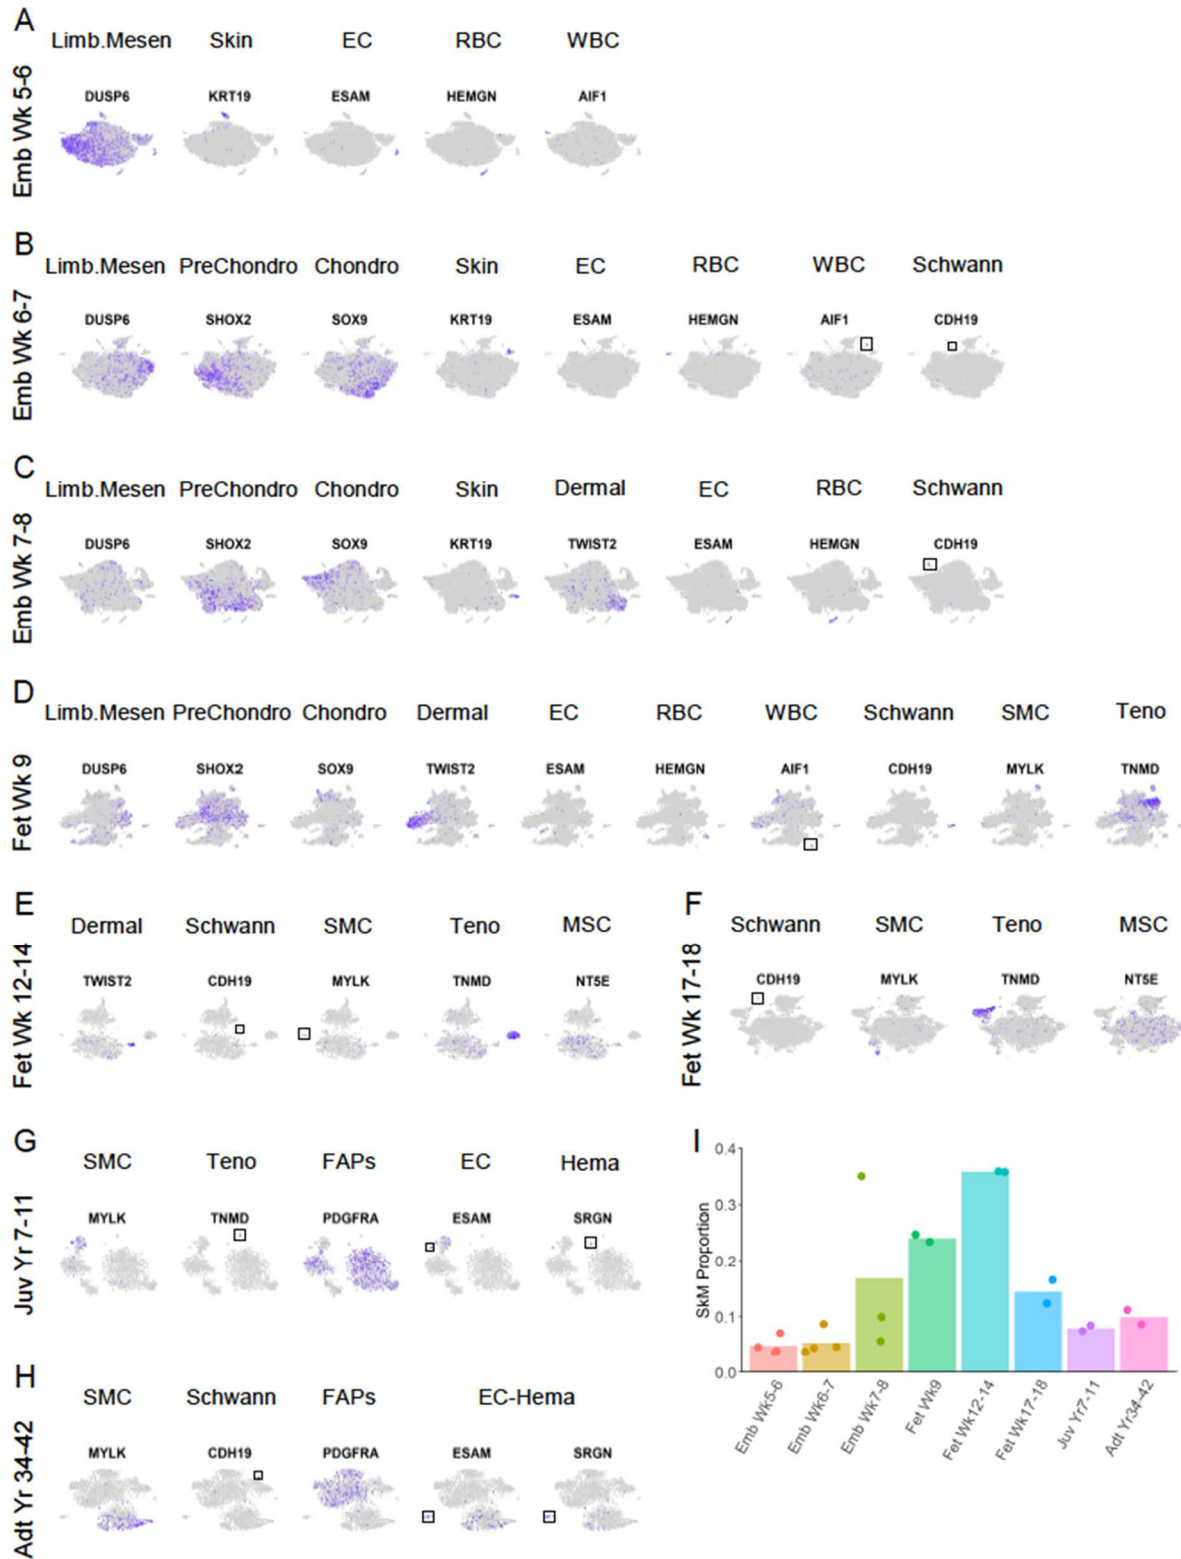 A
Limb.Mesen Skin EC RBC WBC
Emb Wk 5-6
DUSP6 KRT19 ESAM HEMGN AIF1
B
Limb.Mesen PreChondro Chondro Skin EC RBC WBC Schwann
Emb Wk 6-7
DUSP6 SHOX2 SOX9 KRT19 ESAM HEMGN AIF1 CDH19
C
Limb.Mesen PreChondro Chondro Skin Dermal EC RBC Schwann
Emb Wk 7-8
DUSP6 SHOX2 SOX9 KRT19 TWIST2 ESAM HEMGN CDH19
D
Limb.Mesen PreChondro Chondro Dermal EC RBC WBC Schwann SMC Teno
Fet Wk 9
DUSP6 SHOX2 SOX9 TWIST2 ESAM HEMGN AIF1 CDH19 MYLK TNMD
E
Dermal Schwann SMC Teno MSC
Fet Wk 12-14
TWIST2 CDH19 MYLK TNMD NT5E
F
Schwann SMC Teno MSC
Fet Wk 17-18
CDH19 MYLK TNMD NT5E
G
SMC Teno FAPs EC Hema
Juv Yr 7-11
MYLK TNMD PDGFRA ESAM SRGN
H
SMC Schwann FAPs EC-Hema
Adt Yr 34-42
MYLK CDH19 PDGFRA ESAM SRGN
I
SkM Proportion
0.4
0.3
0.2
0.1
0.0
Emb Wk5-6
Emb Wk6-7
Emb Wk7-8
Fet Wk9
Fet Wk12-14
Fet Wk17-18
Juv Yr7-11
Adt Yr34-42